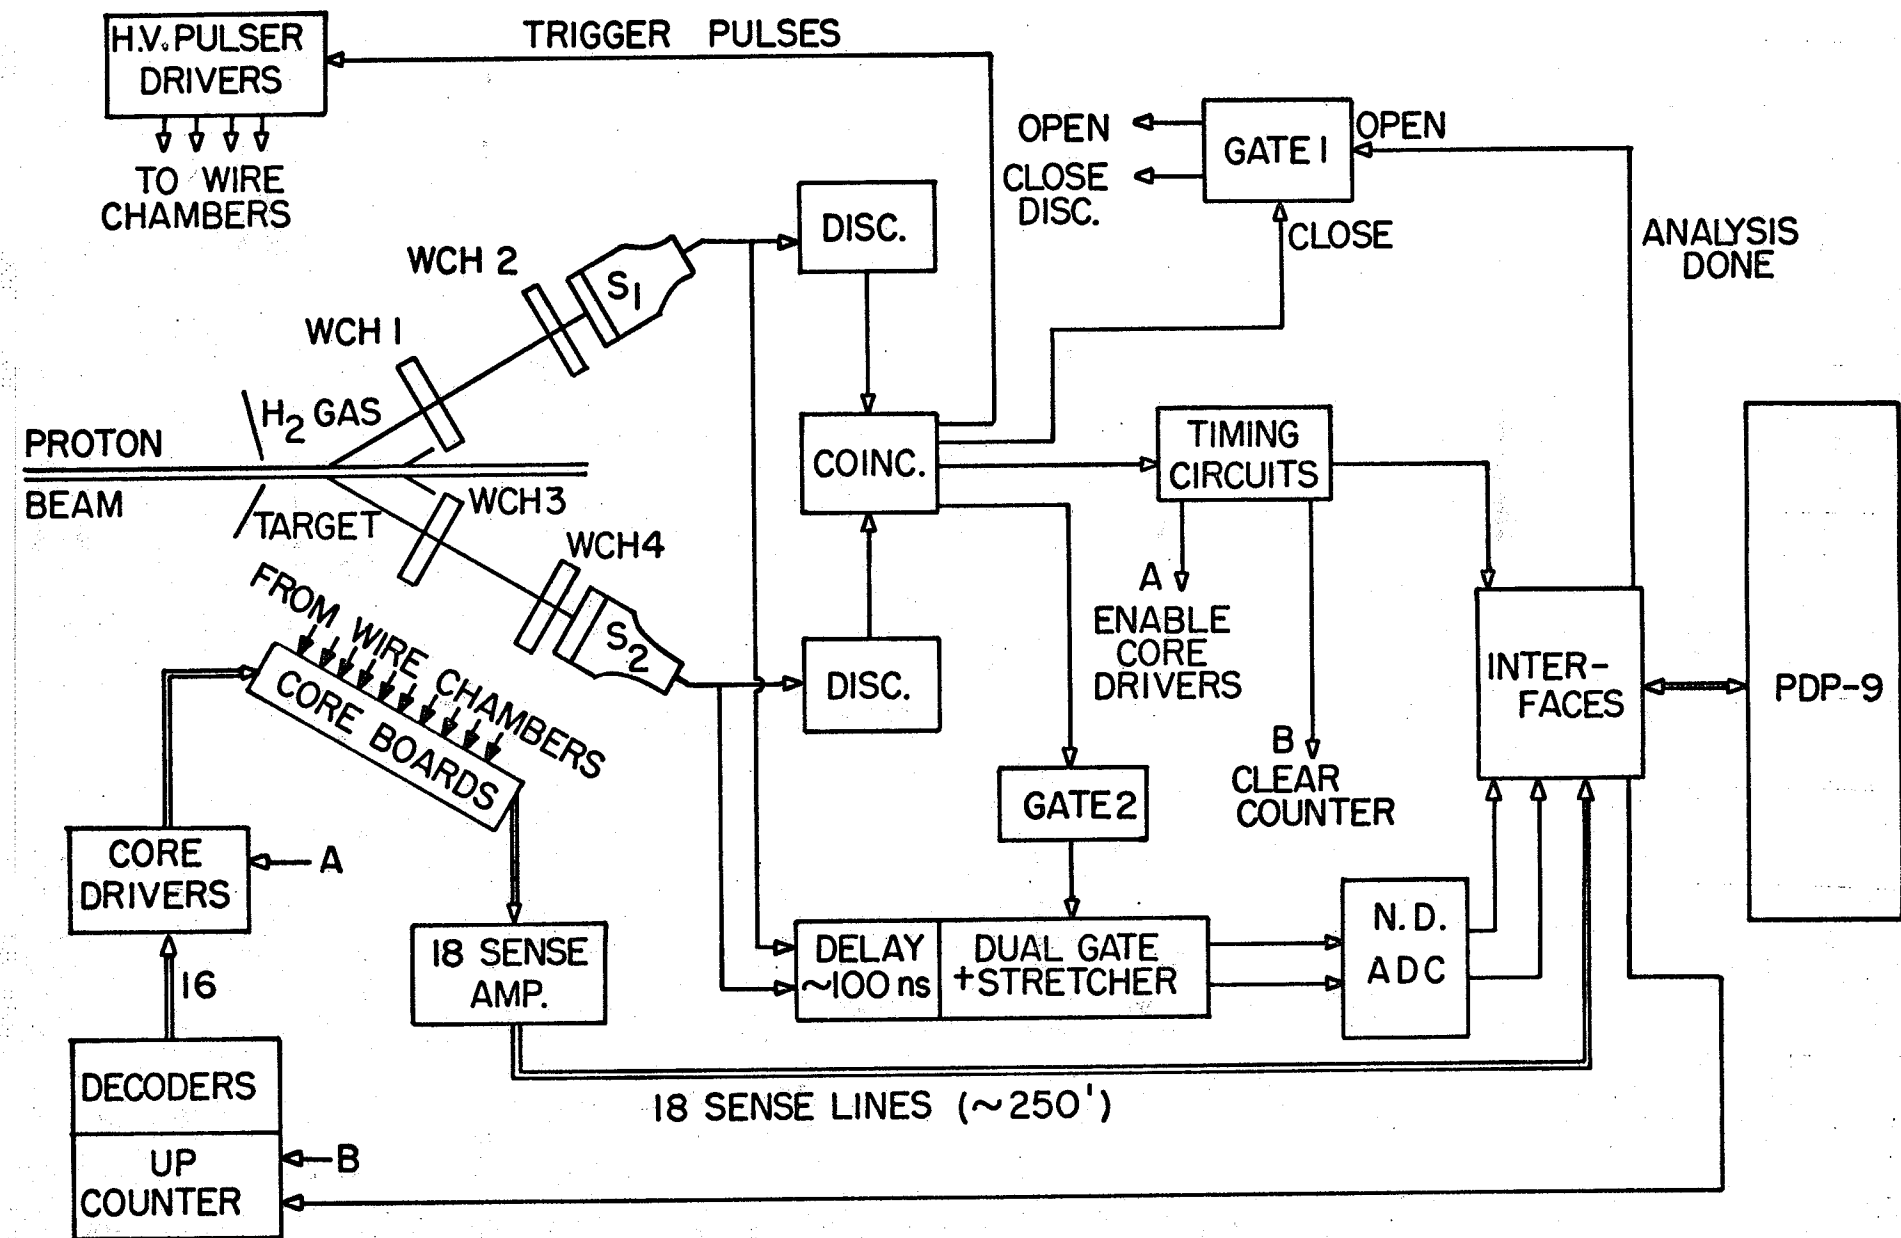 H.V. PULSER
DRIVERS
TRIGGER PULSES
TO WIRE
CHAMBERS
OPEN
CLOSE
DISC.
GATE 1
OPEN
CLOSE
ANALYSIS
DONE
DISC.
WCH 2
S1
WCH 1
H2 GAS
PROTON
BEAM
TARGET
WCH3
WCH4
S2
COINC.
TIMING
CIRCUITS
A
ENABLE
CORE
DRIVERS
B
CLEAR
COUNTER
INTER-
FACES
PDP-9
DISC.
FROM WIRE CHAMBERS
CORE BOARDS
GATE 2
CORE
DRIVERS
A
16
18 SENSE
AMP.
DELAY
~100 ns
DUAL GATE
+STRETCHER
N.D.
ADC
DECODERS
UP
COUNTER
B
18 SENSE LINES (~250')